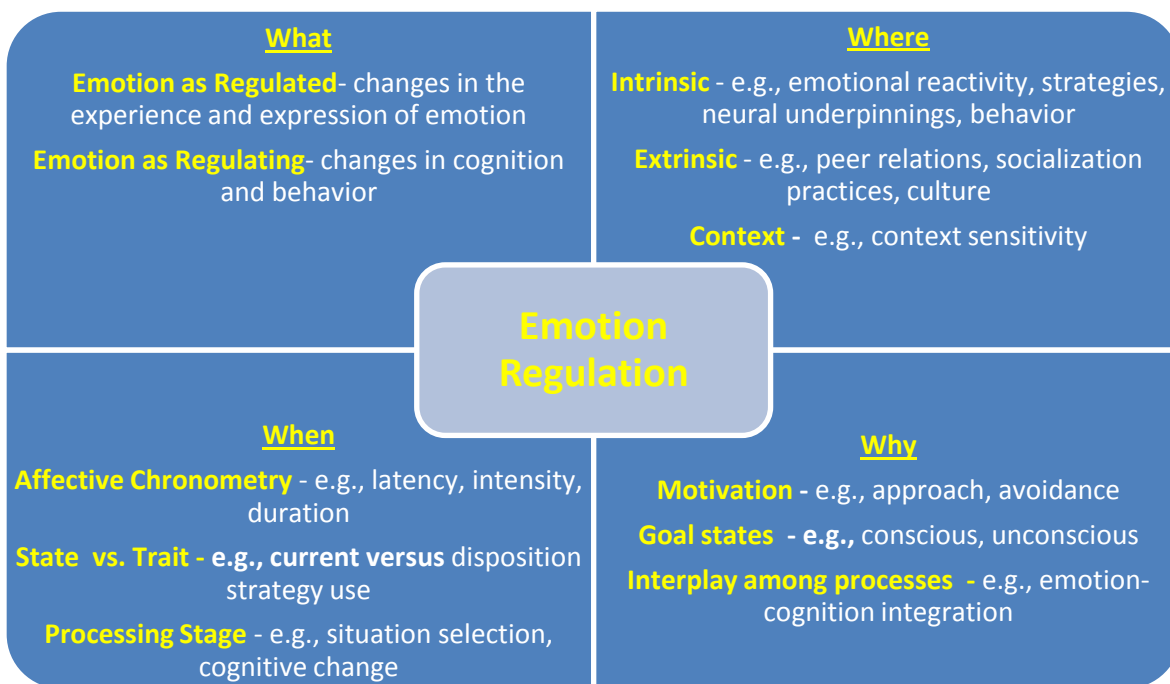 What
Emotion as Regulated- changes in the
experience and expression of emotion
Emotion as Regulating- changes in cognition
and behavior
Where
Intrinsic - e.g., emotional reactivity, strategies,
neural underpinnings, behavior
Extrinsic - e.g., peer relations, socialization
practices, culture
Context - e.g., context sensitivity
Emotion
Regulation
When
Affective Chronometry - e.g., latency, intensity,
duration
State vs. Trait - e.g., current versus disposition
strategy use
Processing Stage - e.g., situation selection,
cognitive change
Why
Motivation - e.g., approach, avoidance
Goal states - e.g., conscious, unconscious
Interplay among processes - e.g., emotion-
cognition integration